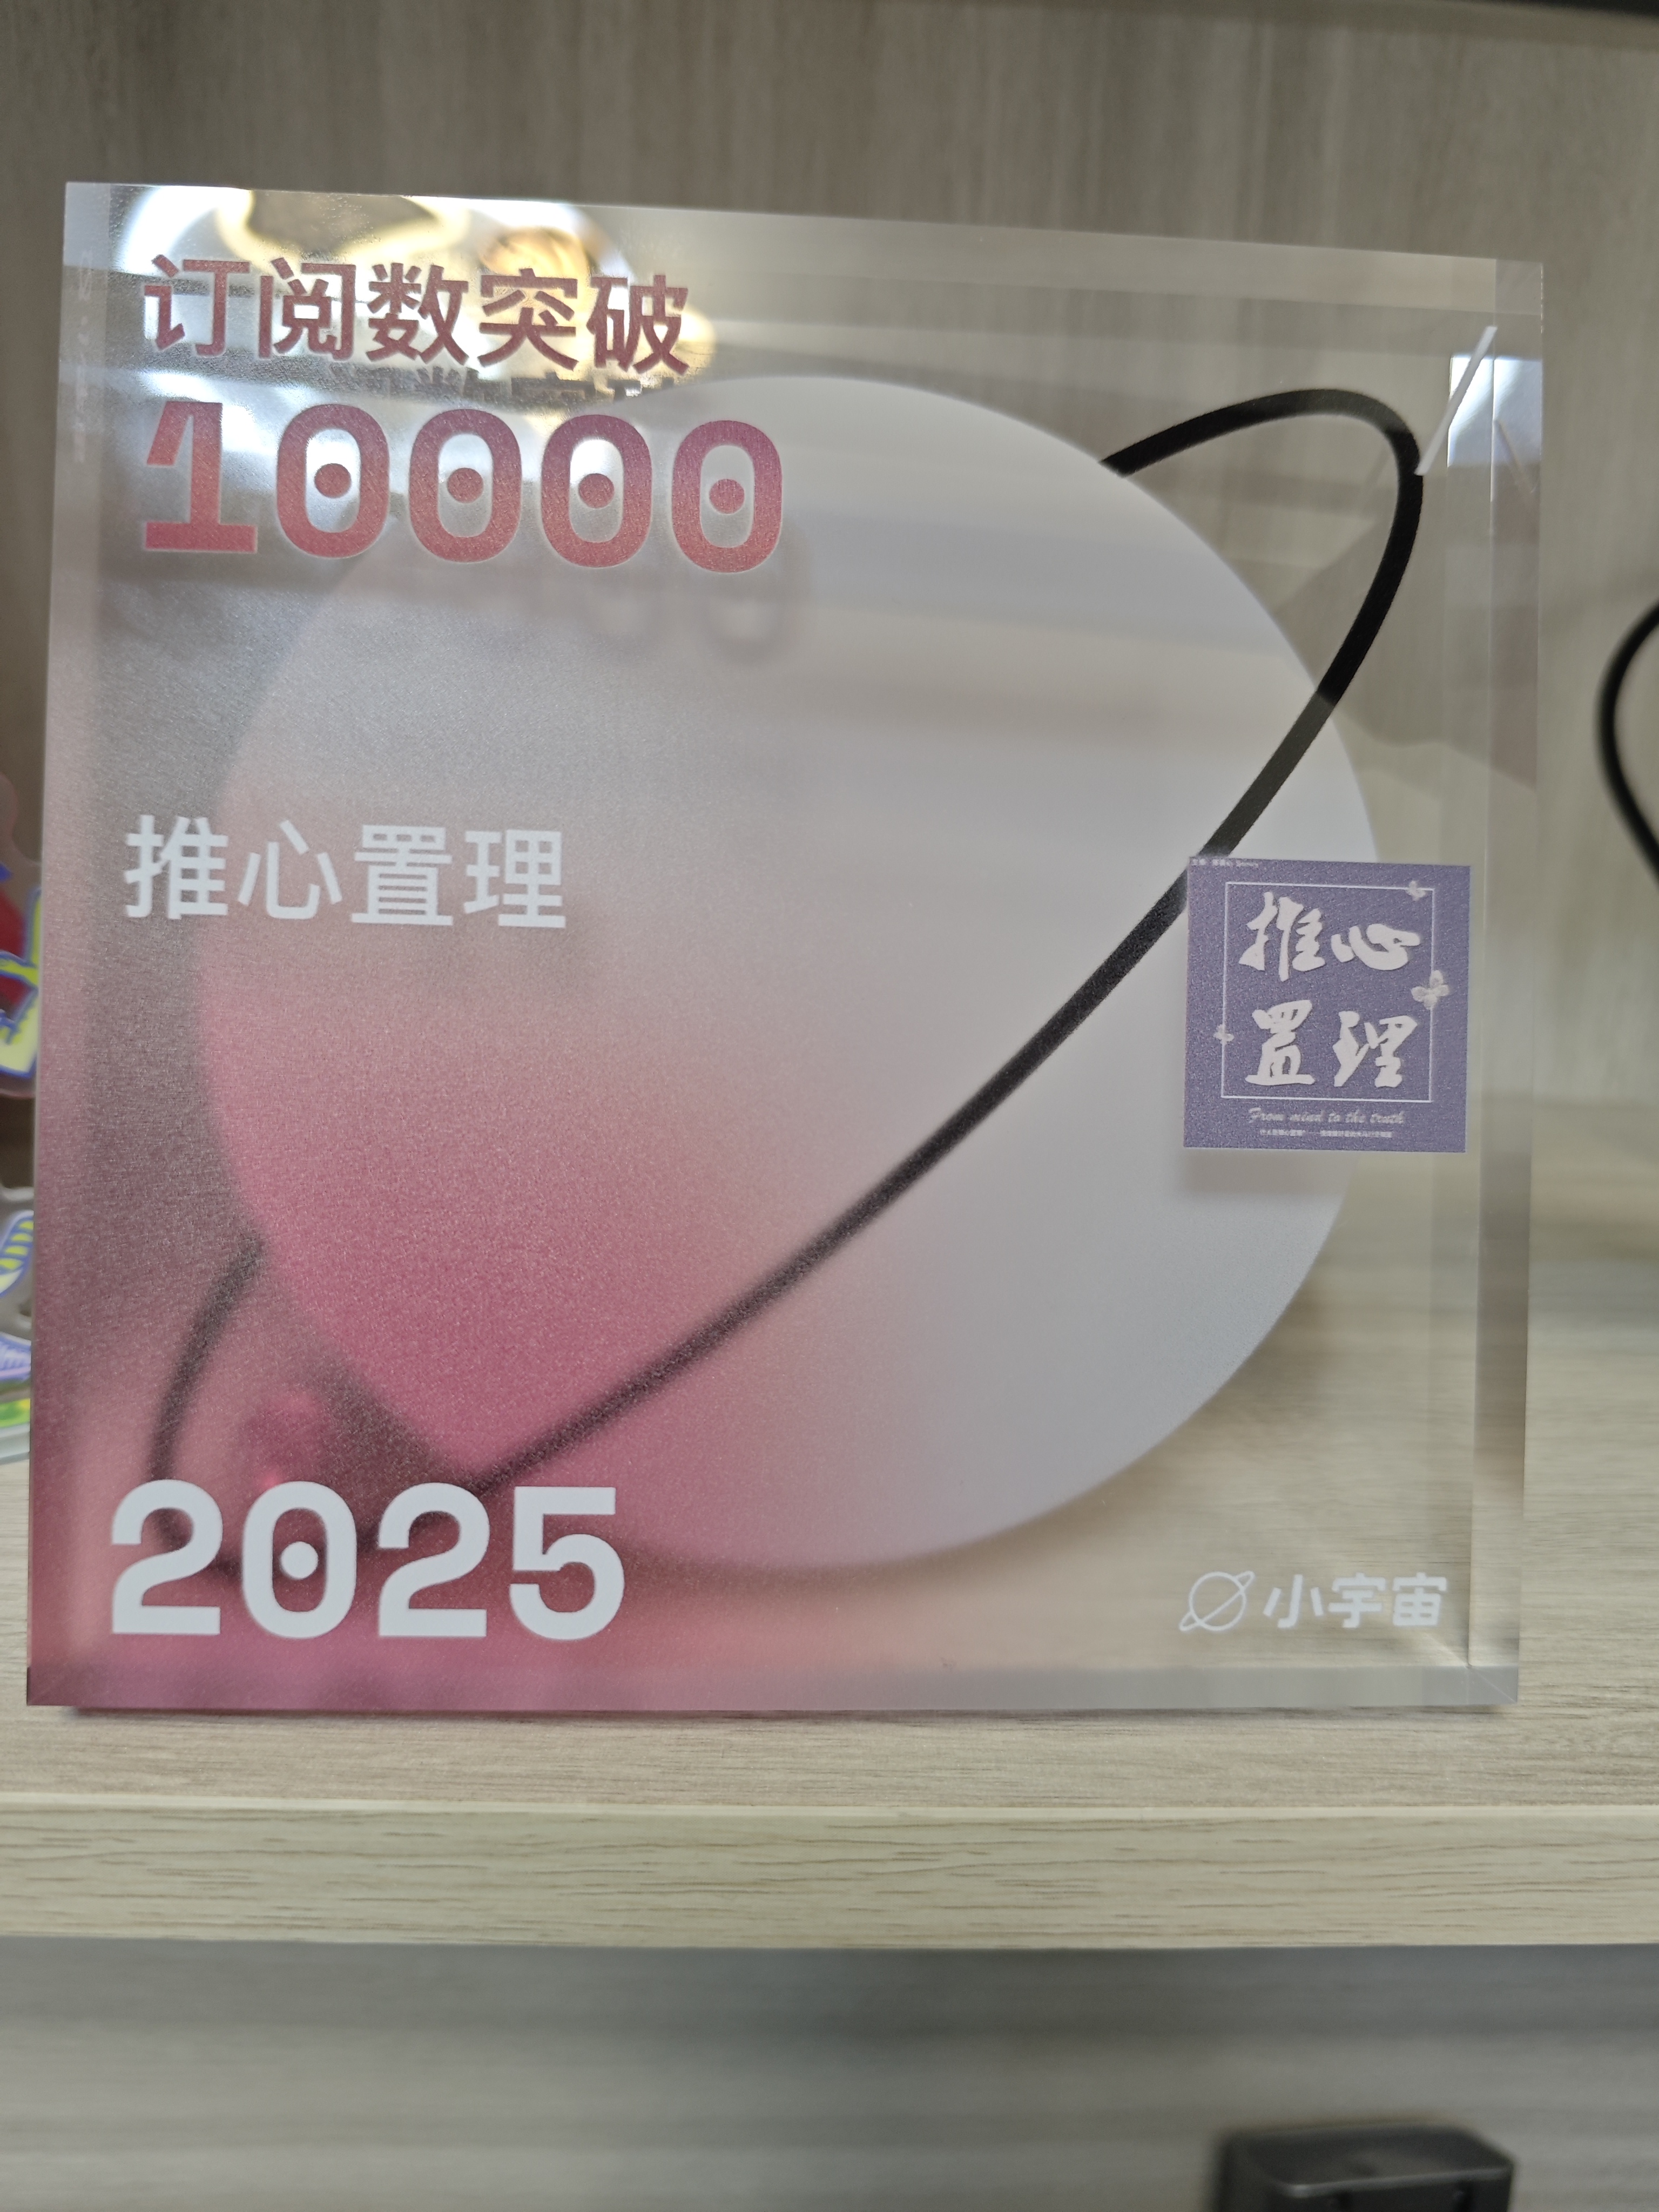 订阅数突破
10000
推心置理
推心
置理
From mind to the truth
2025
小宇宙